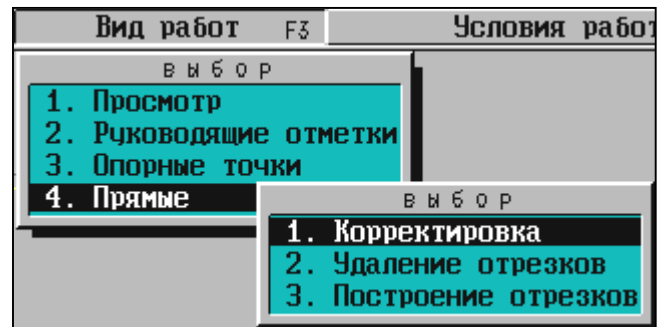 Вид работ F3 Условия работ
выбор
1. Просмотр
2. Руководящие отметки
3. Опорные точки
4. Прямые
выбор
1. Корректировка
2. Удаление отрезков
3. Построение отрезков